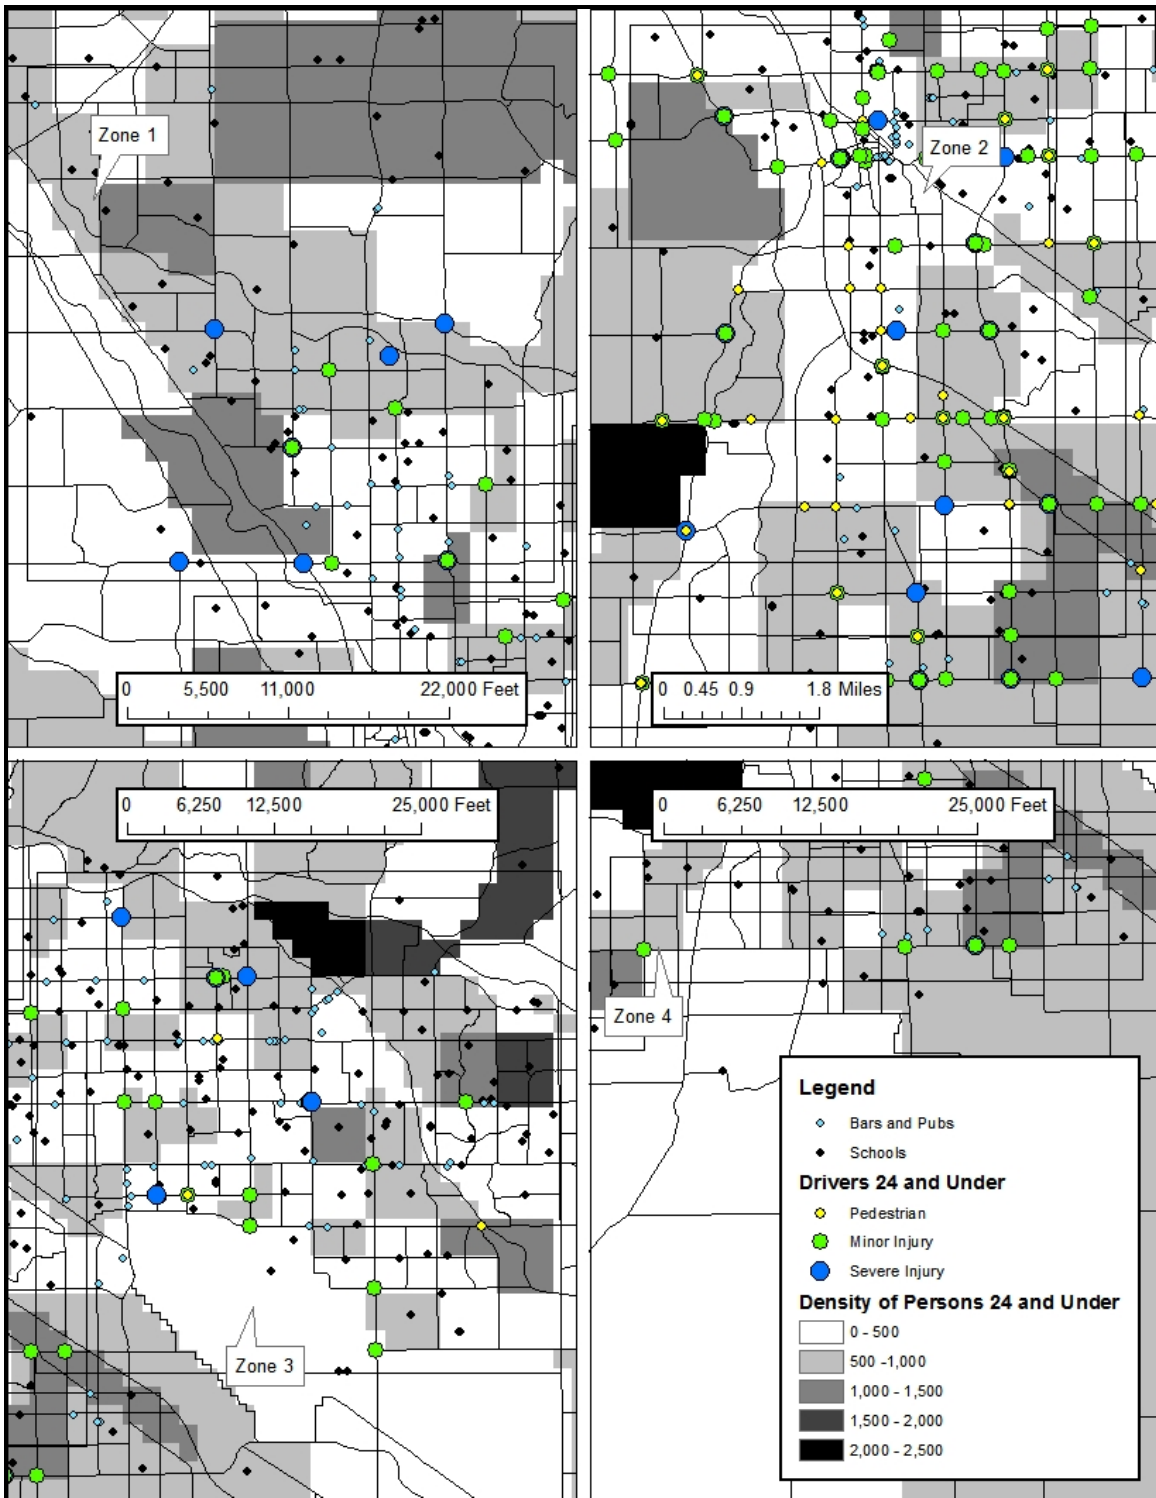 Zone 1
Zone 2
0 5,500 11,000 22,000 Feet
0 0.45 0.9 1.8 Miles
0 6,250 12,500 25,000 Feet
0 6,250 12,500 25,000 Feet
Zone 4
Zone 3
Legend
Bars and Pubs
Schools
Drivers 24 and Under
Pedestrian
Minor Injury
Severe Injury
Density of Persons 24 and Under
0 - 500
500 -1,000
1,000 - 1,500
1,500 - 2,000
2,000 - 2,500